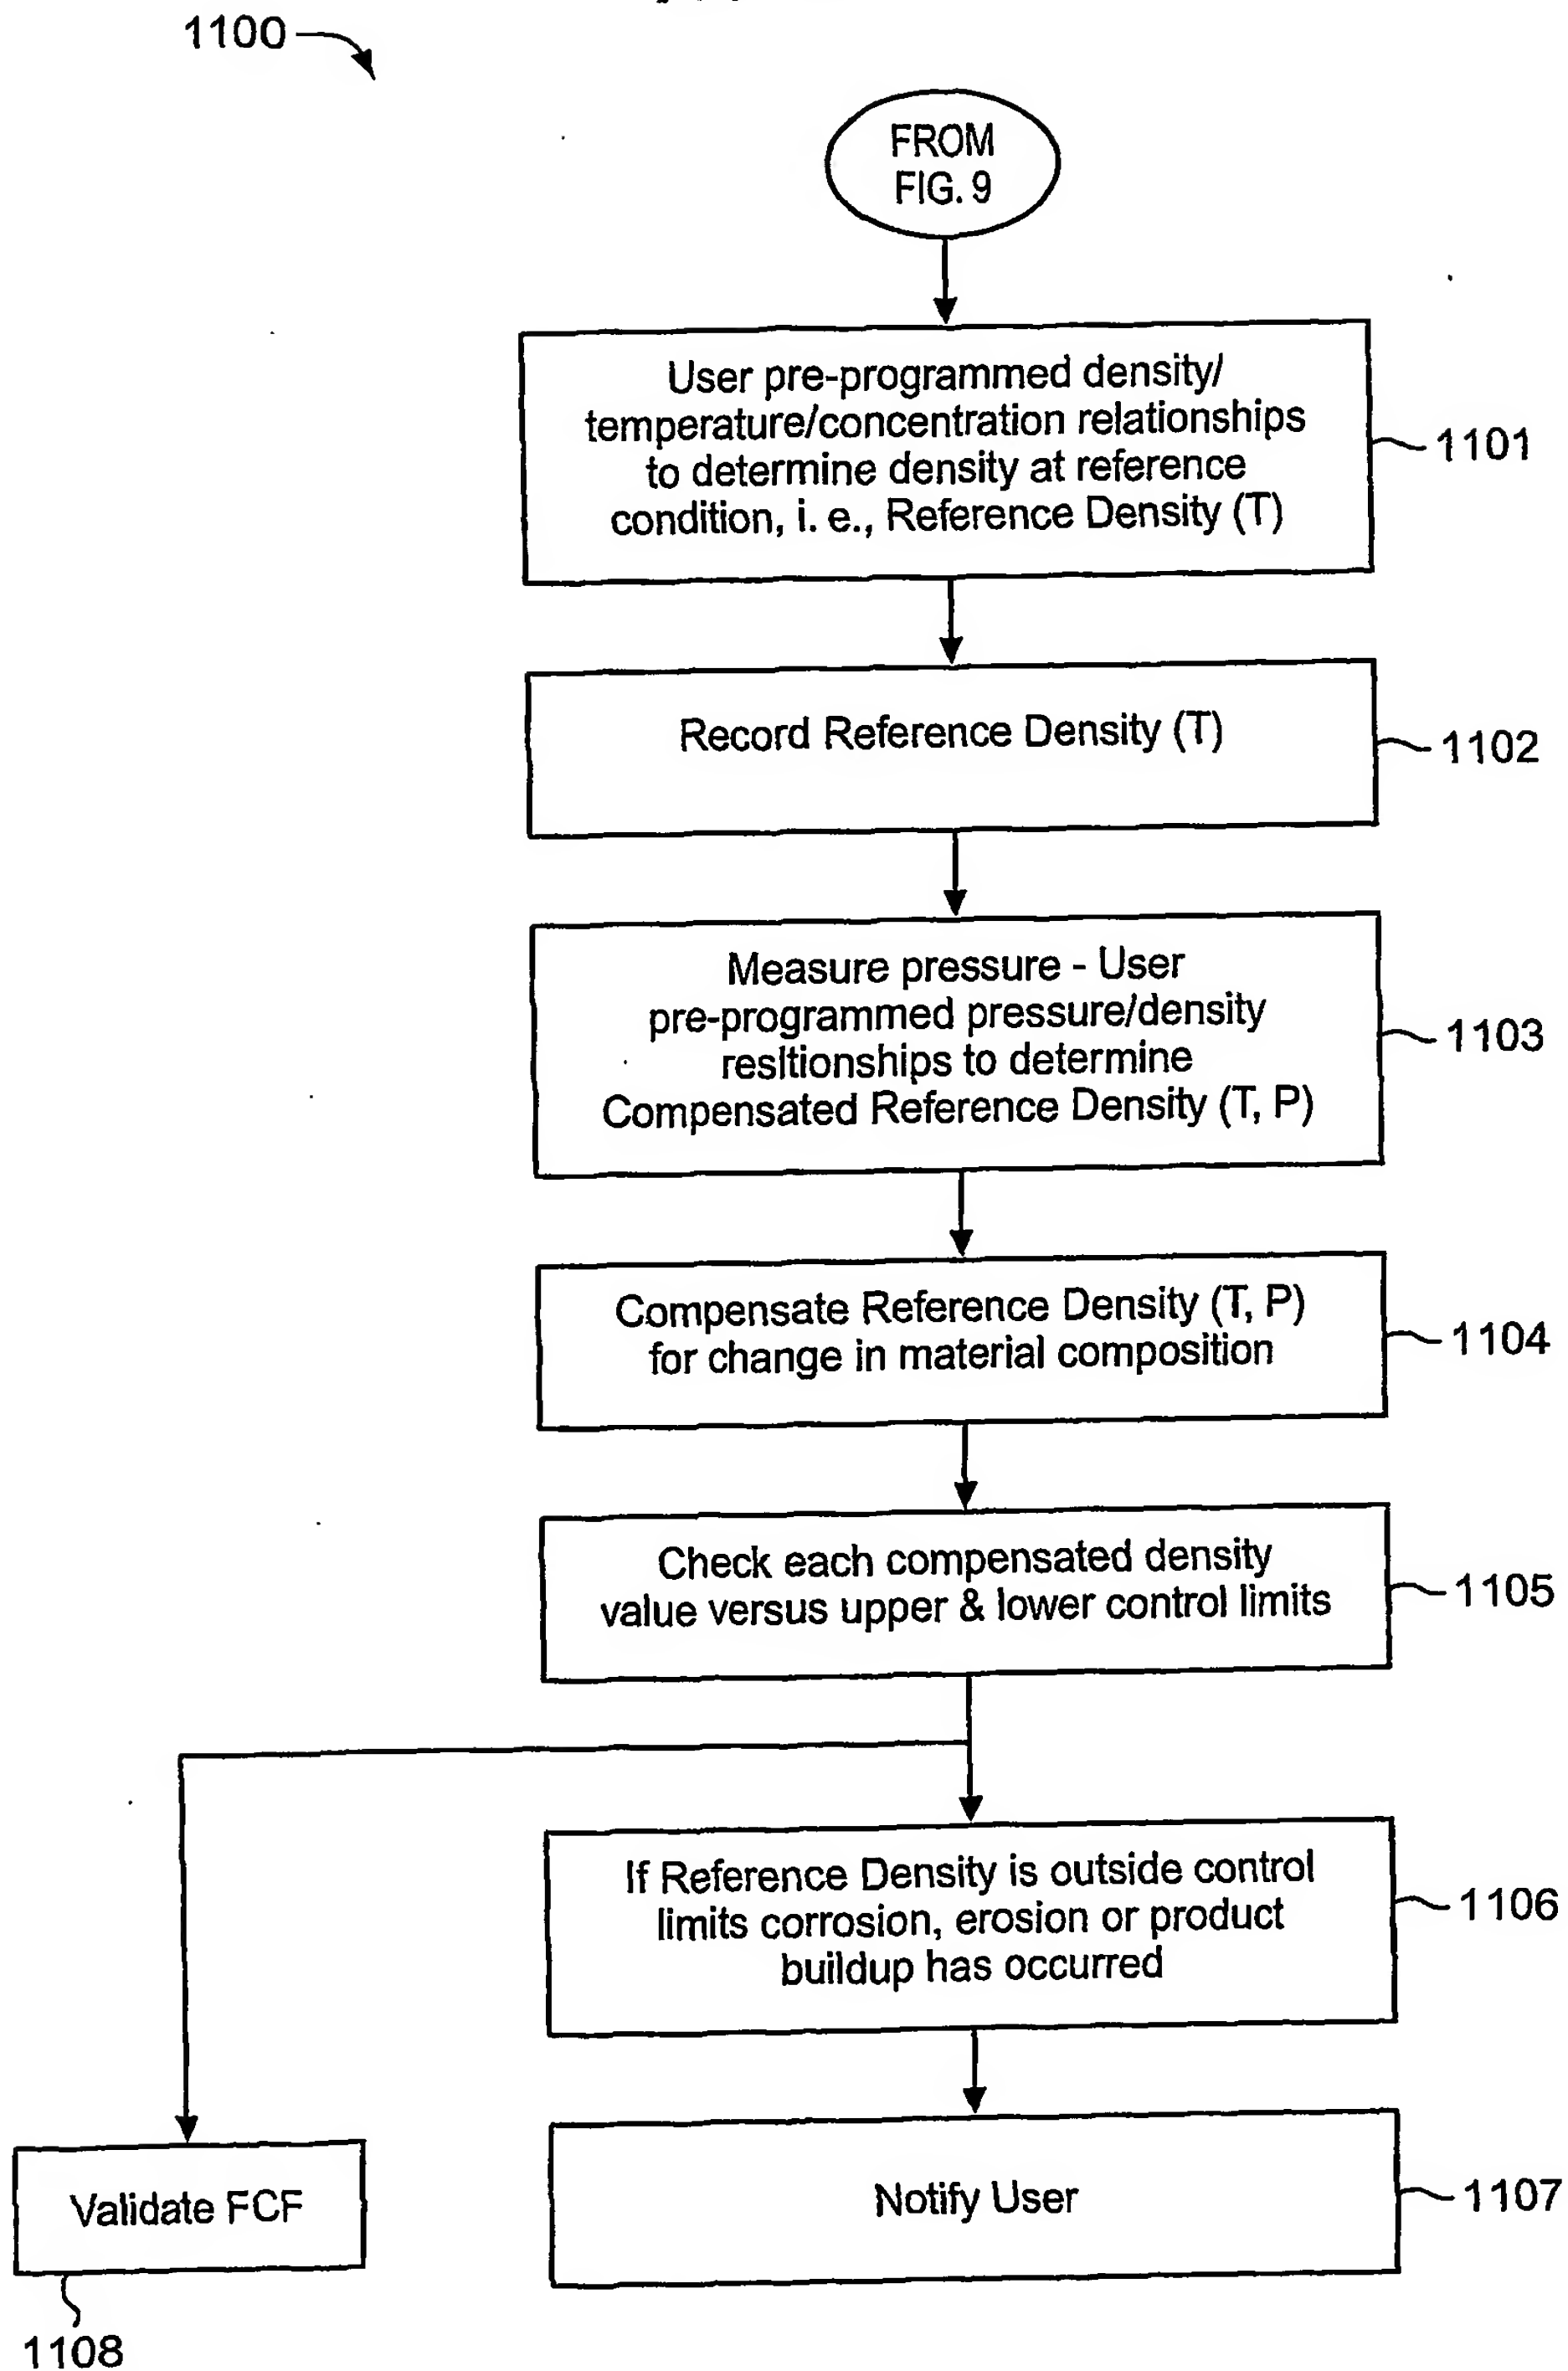 1100
FROM
FIG. 9
User pre-programmed density/
temperature/concentration relationships
to determine density at reference
condition, i. e., Reference Density (T)
1101
Record Reference Density (T)
1102
Measure pressure - User
pre-programmed pressure/density
resltionships to determine
Compensated Reference Density (T, P)
1103
Compensate Reference Density (T, P)
for change in material composition
1104
Check each compensated density
value versus upper & lower control limits
1105
If Reference Density is outside control
limits corrosion, erosion or product
buildup has occurred
1106
Validate FCF
1108
Notify User
1107